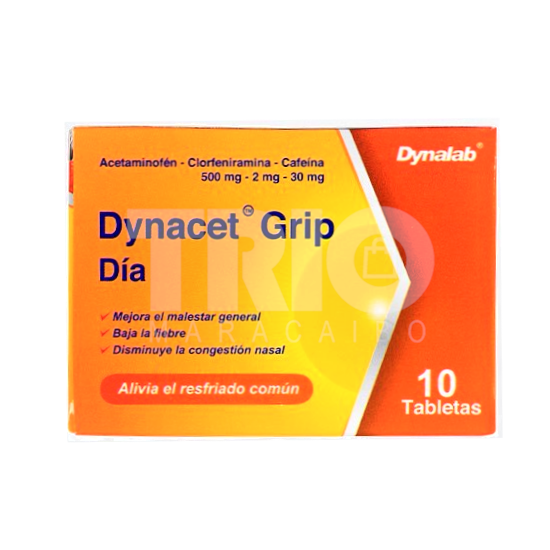 Acetaminofén - Clorfeniramina - Cafeína
500 mg - 2 mg - 30 mg
Dynalab®
Dynacet™ Grip
Día
TRIO
MARACAIBO
Mejora el malestar general
Baja la fiebre
Disminuye la congestión nasal
Alivia el resfriado común
10
Tabletas